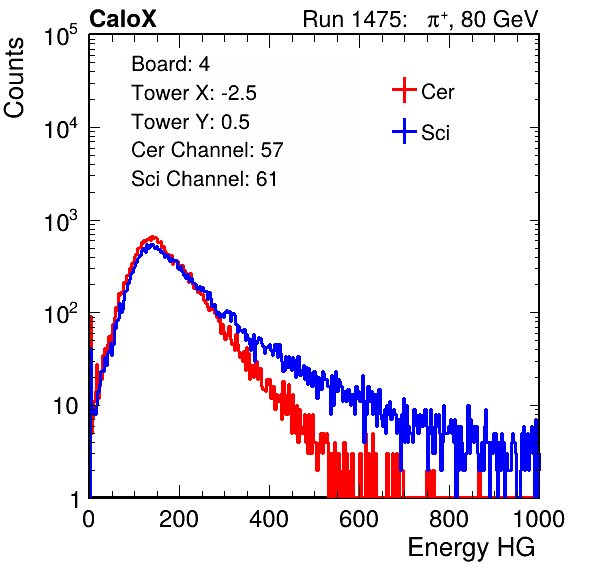 CaloX Run 1475: π⁺, 80 GeV
Counts
10⁵
10⁴
10³
10²
10
1
Board: 4
Tower X: -2.5
Tower Y: 0.5
Cer Channel: 57
Sci Channel: 61
Cer
Sci
0 200 400 600 800 1000
Energy HG